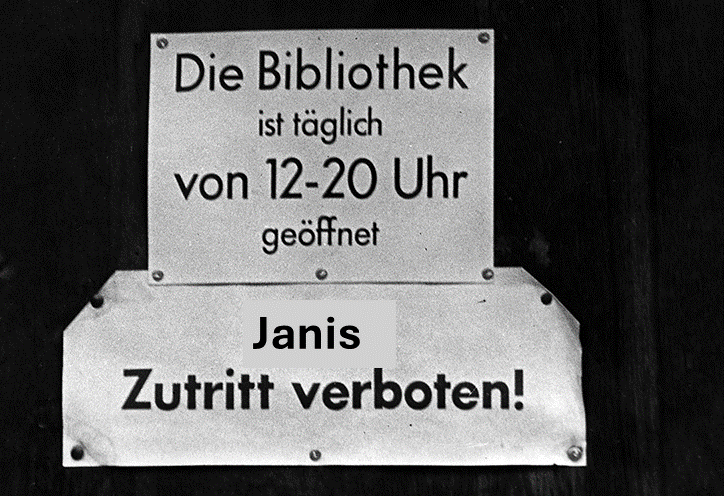 Die Bibliothek
ist täglich
von 12-20 Uhr
geöffnet
Janis
Zutritt verboten!